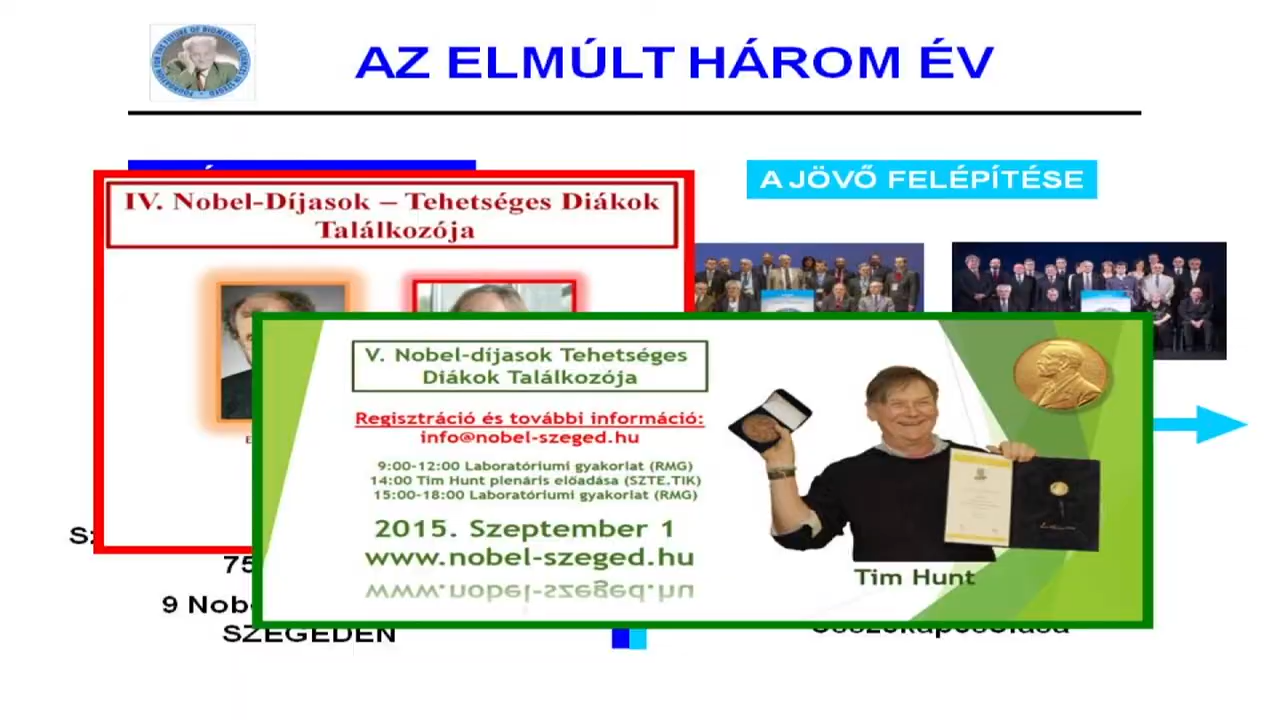 AZ ELMÚLT HÁROM ÉV
A JÖVŐ FELÉPÍTÉSE
IV. Nobel-Díjasok – Tehetséges Diákok
Találkozója
V. Nobel-díjasok Tehetséges
Diákok Találkozója
Regisztráció és további információ:
info@nobel-szeged.hu
9:00-12:00 Laboratóriumi gyakorlat (RMG)
14:00 Tim Hunt plenáris előadása (SZTE.TIK)
15:00-18:00 Laboratóriumi gyakorlat (RMG)
2015. Szeptember 1
www.nobel-szeged.hu
Tim Hunt
75
9 Nob
SZEGEDEN